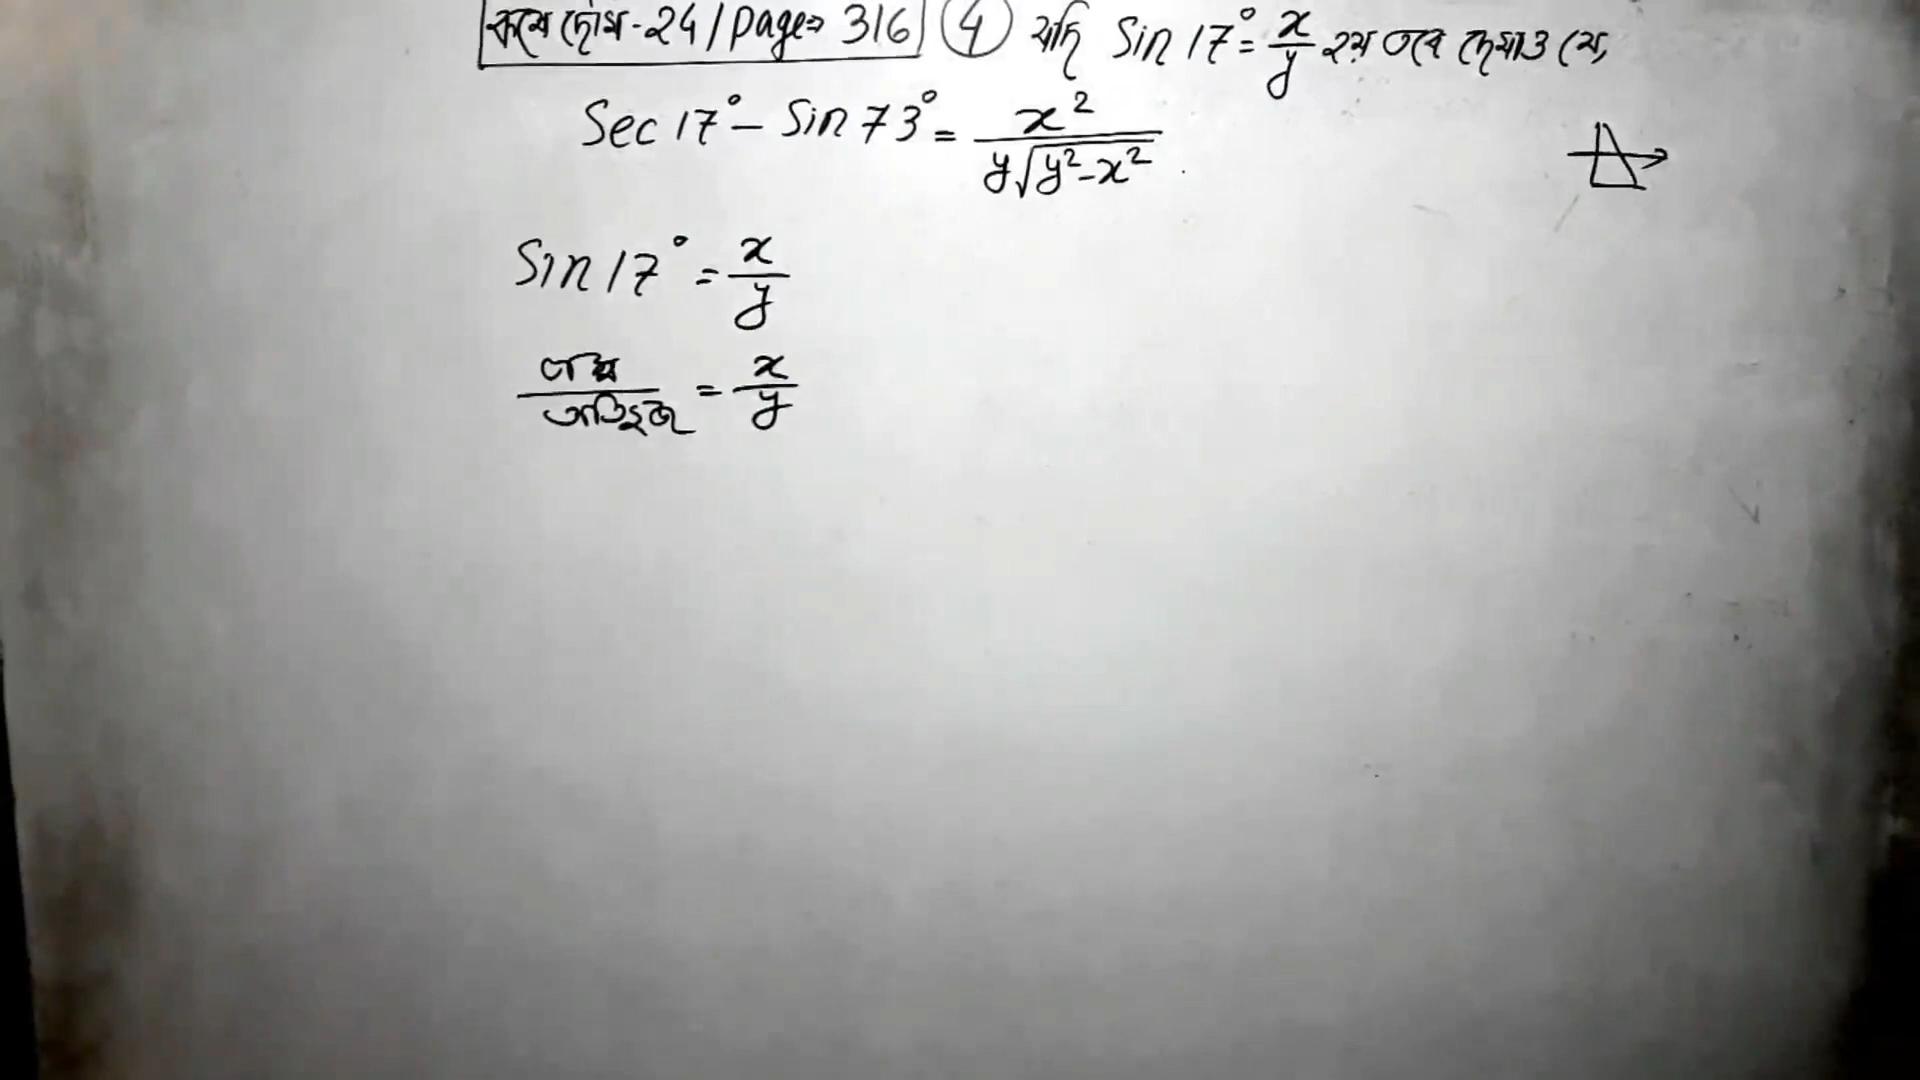 কষে দেখি-24 / Page⇒ 316 ④ যদি Sin 17° = x/y হয় তবে দেখাও যে,
Sec 17° - Sin 73° = x²/y√y²-x²
Sin 17° = x/y
লম্ব/অতিভূজ = x/y